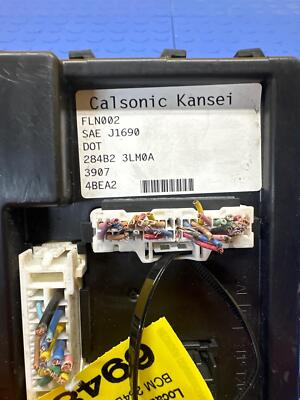 Calsonic Kansei
FLN002
SAE J1690
DOT
284B2 3LM0A
3907
4BEA2
BCM